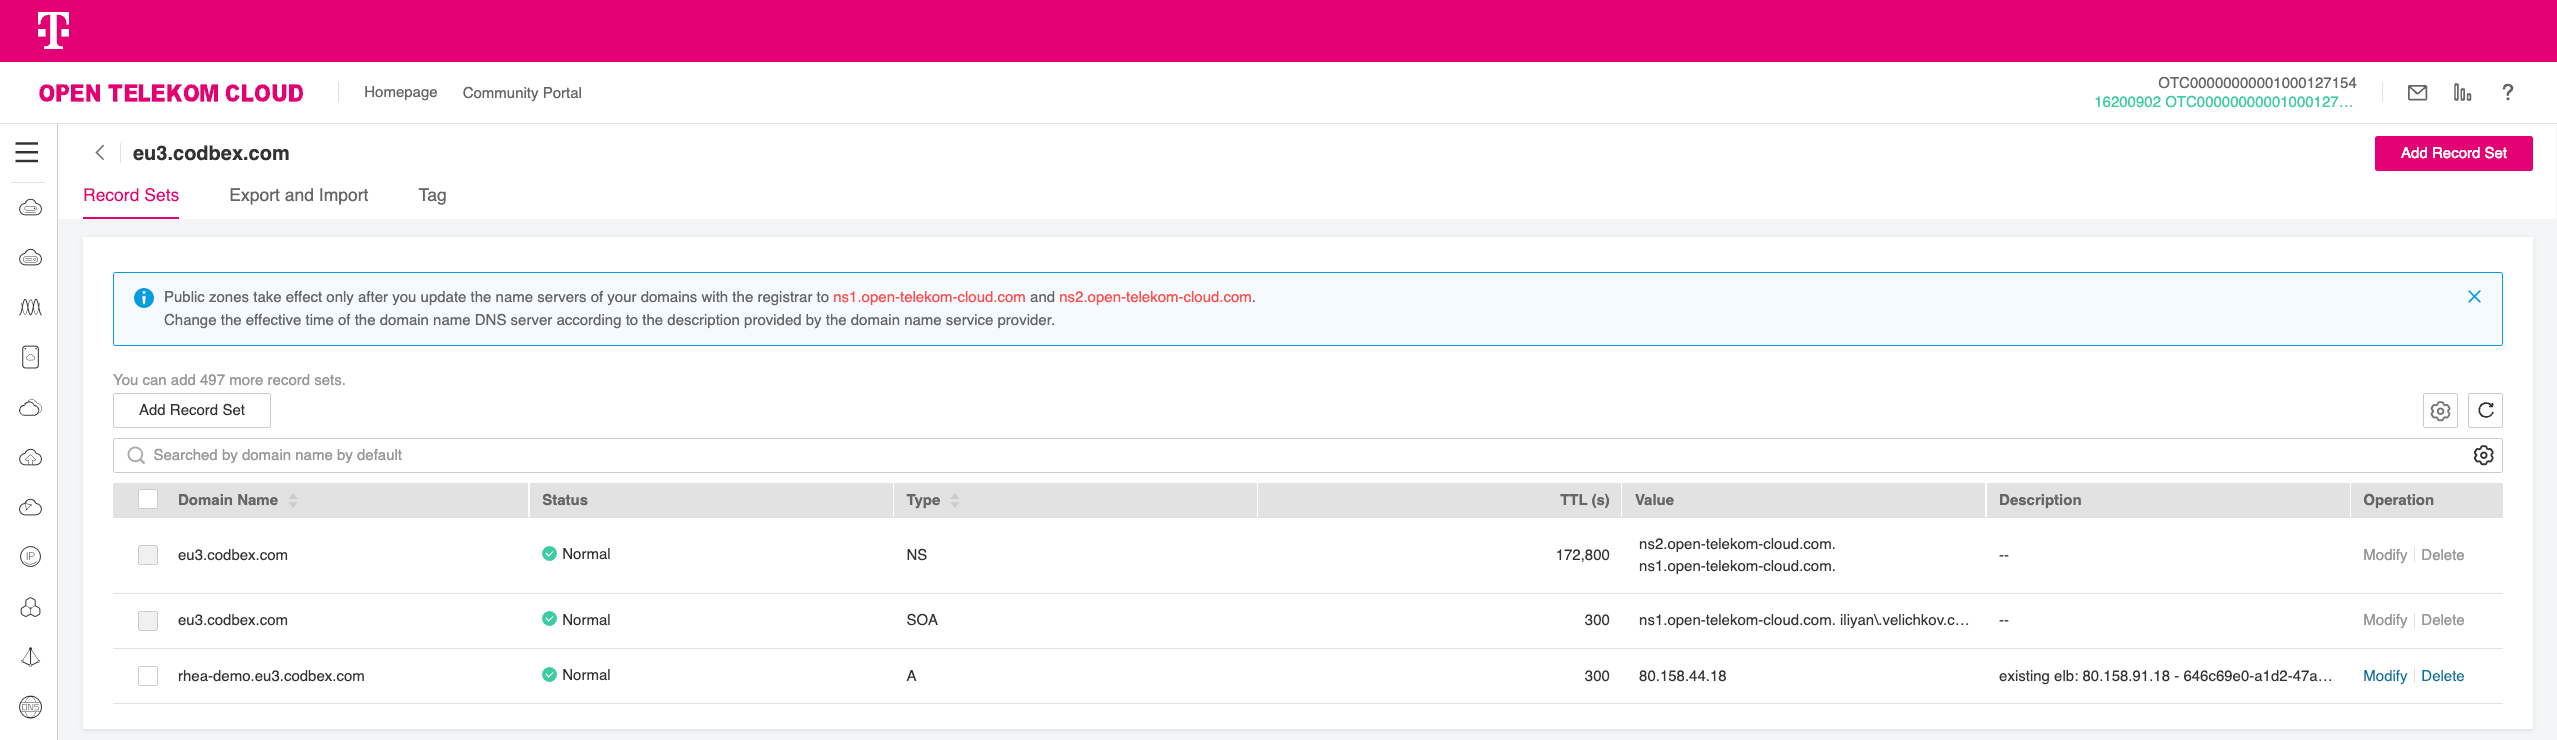 T
OPEN TELEKOM CLOUD
Homepage
Community Portal
OTC00000000001000127154
16200902 OTC00000000001000127...
?
eu3.codbex.com
Add Record Set
Record Sets
Export and Import
Tag
Public zones take effect only after you update the name servers of your domains with the registrar to ns1.open-telekom-cloud.com and ns2.open-telekom-cloud.com.
Change the effective time of the domain name DNS server according to the description provided by the domain name service provider.
You can add 497 more record sets.
Add Record Set
Searched by domain name by default
Domain Name Status Type TTL (s) Value Description Operation
eu3.codbex.com Normal NS 172,800 ns2.open-telekom-cloud.com. -- Modify Delete
ns1.open-telekom-cloud.com.
eu3.codbex.com Normal SOA 300 ns1.open-telekom-cloud.com. iliyan\.velichkov.c... -- Modify Delete
rhea-demo.eu3.codbex.com Normal A 300 80.158.44.18 existing elb: 80.158.91.18 - 646c69e0-a1d2-47a... Modify Delete
IP
DNS